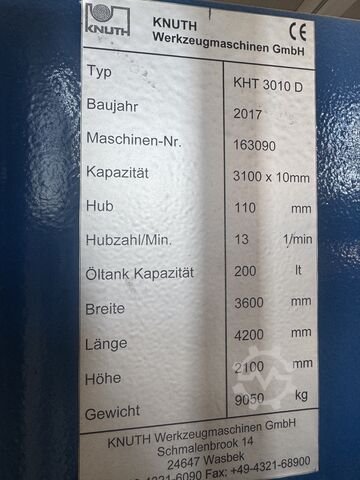 KNUTH
KNUTH
Werkzeugmaschinen GmbH
CE
Typ KHT 3010 D
Baujahr 2017
Maschinen-Nr. 163090
Kapazität 3100 x 10mm
Hub 110 mm
Hubzahl/Min. 13 1/min
Öltank Kapazität 200 lt
Breite 3600 mm
Länge 4200 mm
Höhe 2100 mm
Gewicht 9050 kg
KNUTH Werkzeugmaschinen GmbH
Schmalenbrook 14
24647 Wasbek
-4321-6090 Fax: +49-4321-68900